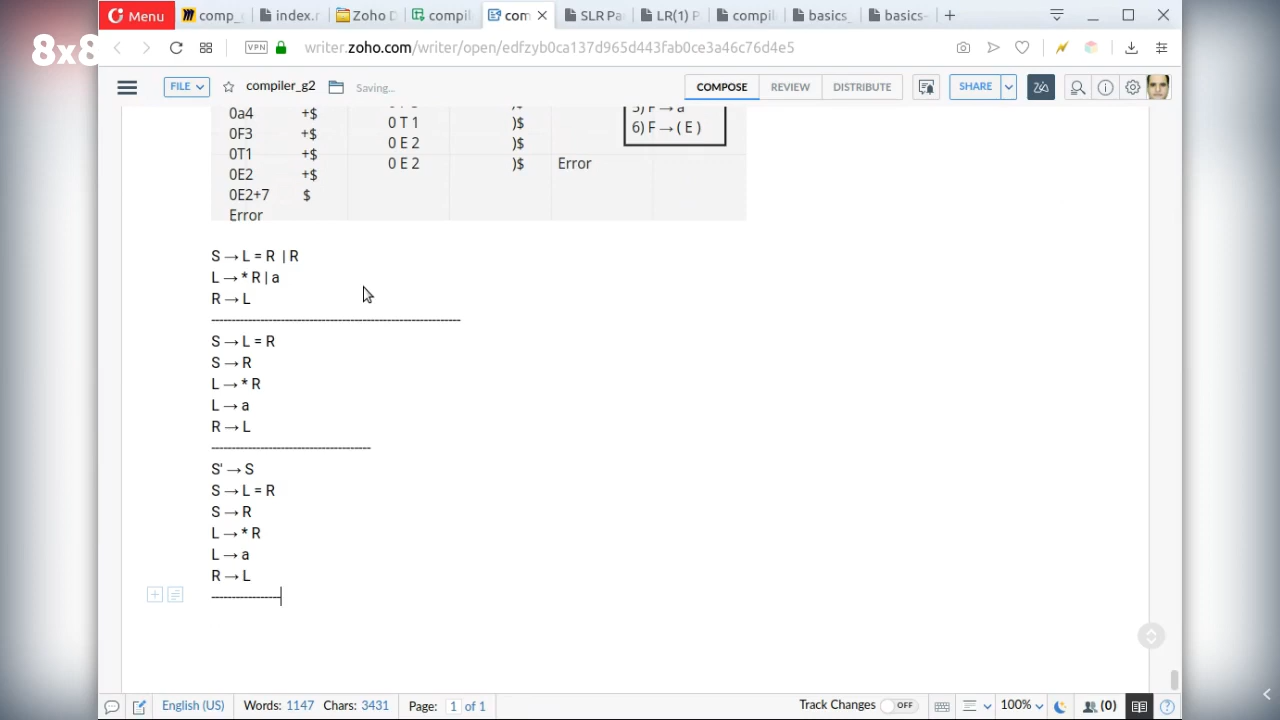 8x8
Menu
comp_
index.r
Zoho D
compil
com
SLR Pa
LR(1) P
compil
basics_
basics-
VPN
writer.zoho.com/writer/open/edfzyb0ca137d965d443fab0ce3a46c76d4e5
FILE
compiler_g2
Saving...
COMPOSE
REVIEW
DISTRIBUTE
SHARE
0a4 +$
0F3 +$ 0 T 1 )$ 6) F → ( E )
0T1 +$ 0 E 2 )$
0E2 +$ 0 E 2 )$ Error
0E2+7 $
Error
S → L = R | R
L → * R | a
R → L
S → L = R
S → R
L → * R
L → a
R → L
S' → S
S → L = R
S → R
L → * R
L → a
R → L
English (US) Words: 1147 Chars: 3431 Page: 1 of 1 Track Changes OFF 100% (0)